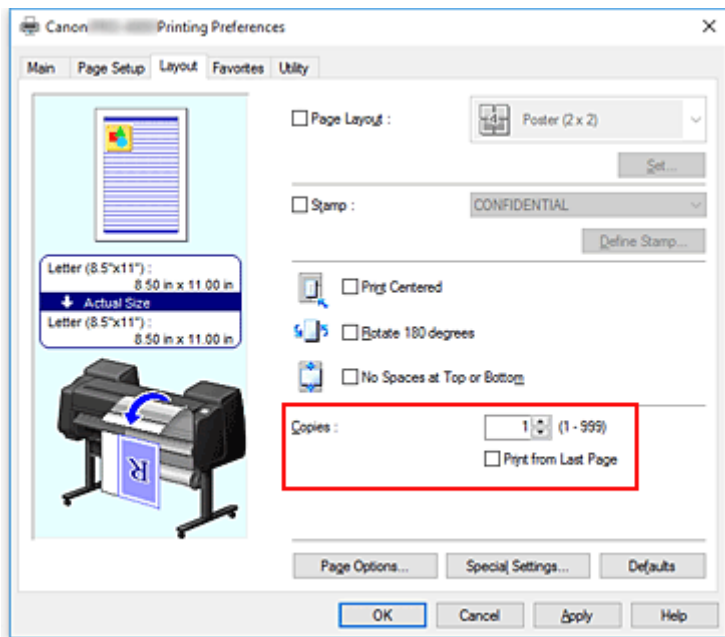 Canon Printing Preferences
Main Page Setup Layout Favorites Utility
Page Layout : 4 Poster (2 x 2)
Set...
Stamp : CONFIDENTIAL
Define Stamp...
Letter (8.5"x11") :
8.50 in x 11.00 in
Actual Size
Letter (8.5"x11") :
8.50 in x 11.00 in
Print Centered
Rotate 180 degrees
No Spaces at Top or Bottom
Copies : 1 (1 - 999)
Print from Last Page
R
Page Options... Special Settings... Defaults
OK Cancel Apply Help